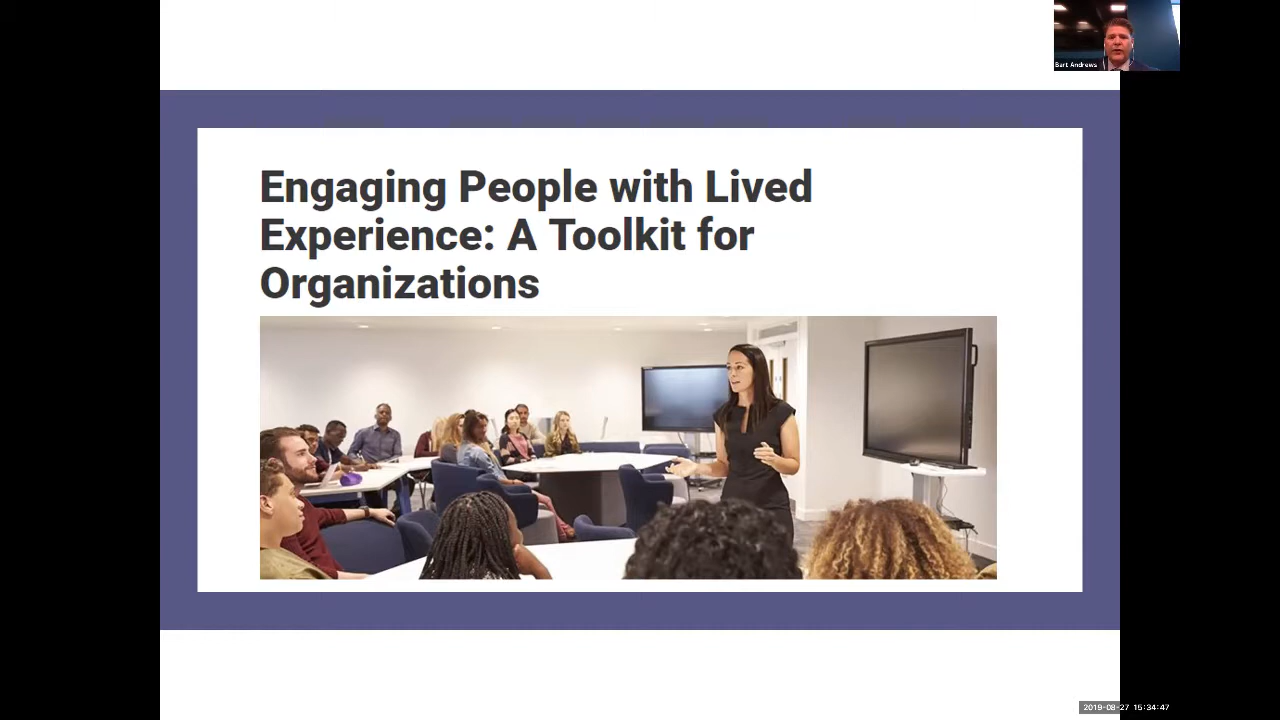 Bart Andrews
Engaging People with Lived
Experience: A Toolkit for
Organizations
2019-08-27 15:34:47